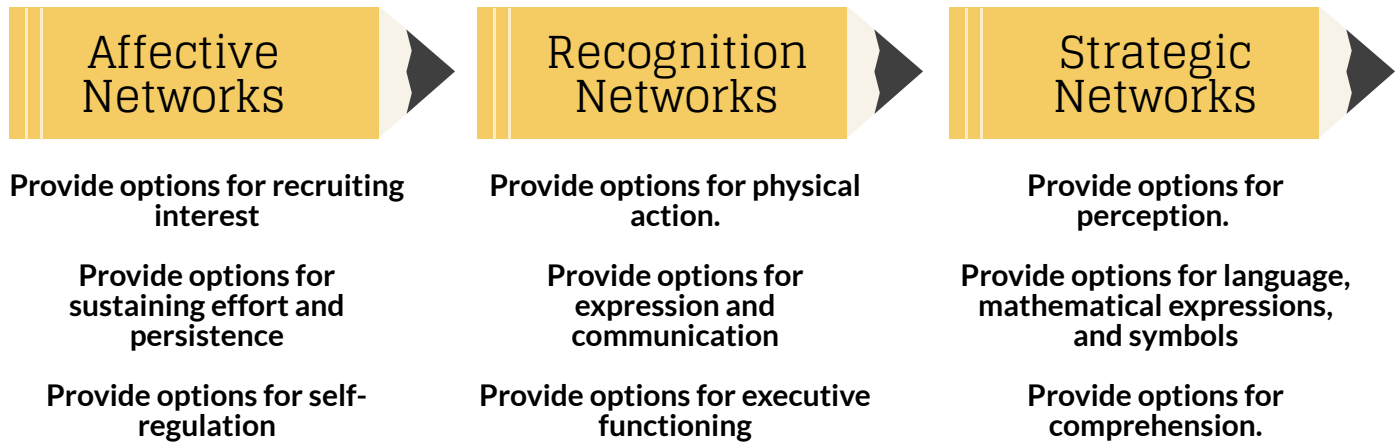 Affective
Networks
Provide options for recruiting
interest
Provide options for
sustaining effort and
persistence
Provide options for self-
regulation
Recognition
Networks
Provide options for physical
action.
Provide options for
expression and
communication
Provide options for executive
functioning
Strategic
Networks
Provide options for
perception.
Provide options for language,
mathematical expressions,
and symbols
Provide options for
comprehension.